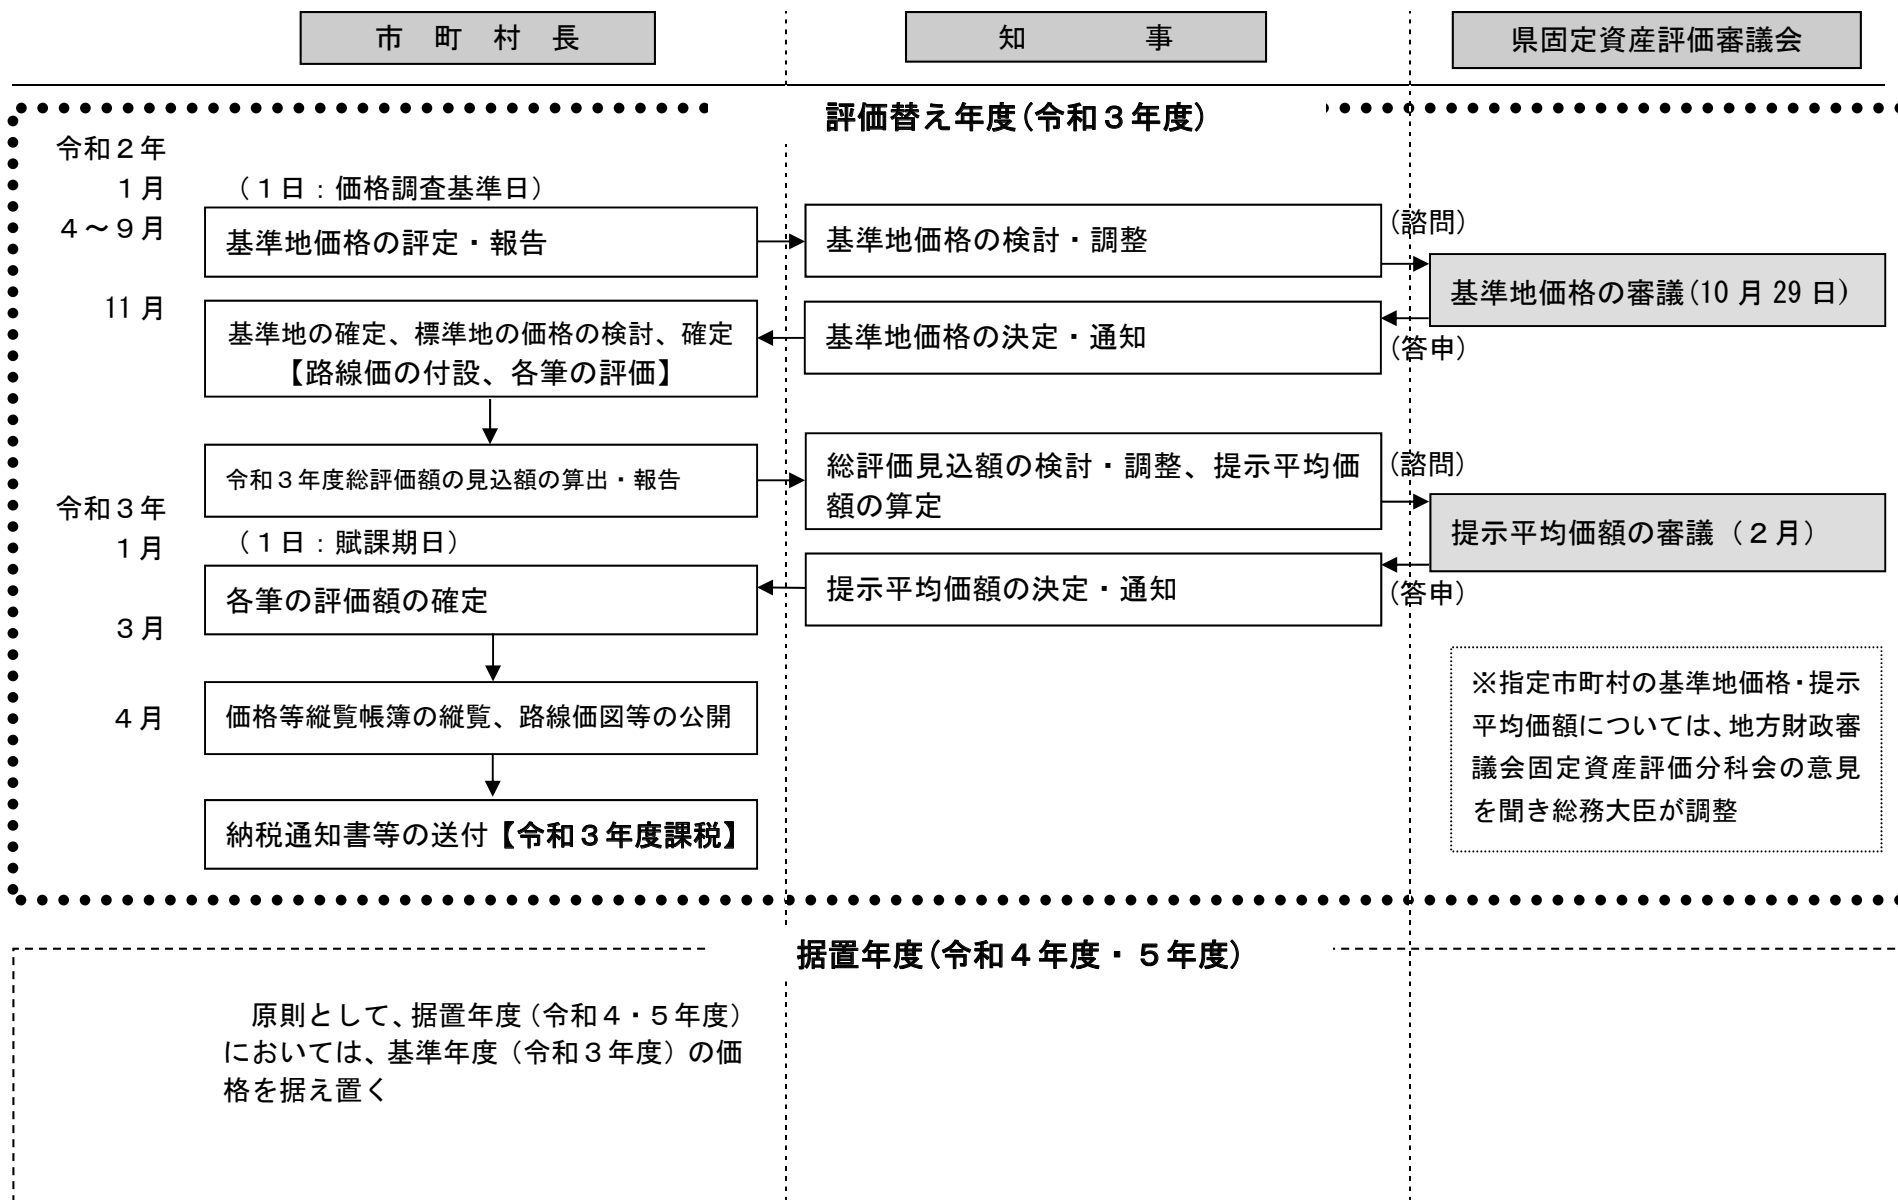 市　町　村　長
知　　　　事
県固定資産評価審議会
評価替え年度(令和３年度)
令和２年
１月
（１日：価格調査基準日）
４～９月
基準地価格の評定・報告
基準地価格の検討・調整
(諮問)
基準地価格の審議(10 月 29 日)
(答申)
11 月
基準地の確定、標準地の価格の検討、確定
【路線価の付設、各筆の評価】
基準地価格の決定・通知
令和３年度総評価額の見込額の算出・報告
総評価見込額の検討・調整、提示平均価
額の算定
(諮問)
提示平均価額の審議（２月）
(答申)
令和３年
１月
（１日：賦課期日）
各筆の評価額の確定
提示平均価額の決定・通知
３月
４月
価格等縦覧帳簿の縦覧、路線価図等の公開
納税通知書等の送付【令和３年度課税】
※指定市町村の基準地価格・提示
平均価額については、地方財政審
議会固定資産評価分科会の意見
を聞き総務大臣が調整
据置年度(令和４年度・５年度)
原則として、据置年度(令和４・５年度)
においては、基準年度（令和３年度）の価
格を据え置く